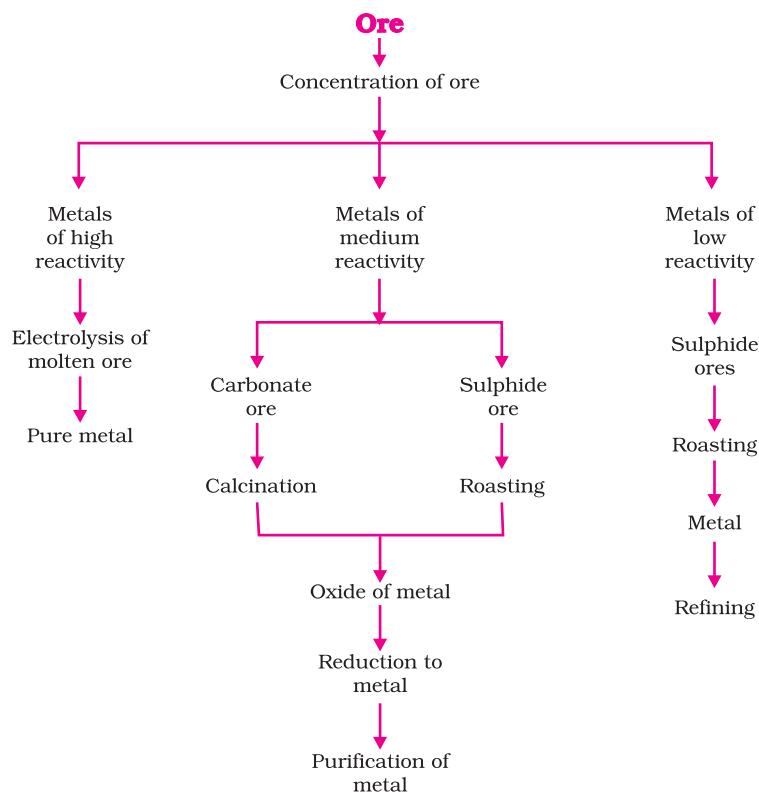 Ore
Concentration of ore
Metals
of high
reactivity
Electrolysis of
molten ore
Pure metal
Metals of
medium
reactivity
Carbonate
ore
Calcination
Sulphide
ore
Roasting
Oxide of metal
Reduction to
metal
Purification of
metal
Metals of
low
reactivity
Sulphide
ores
Roasting
Metal
Refining